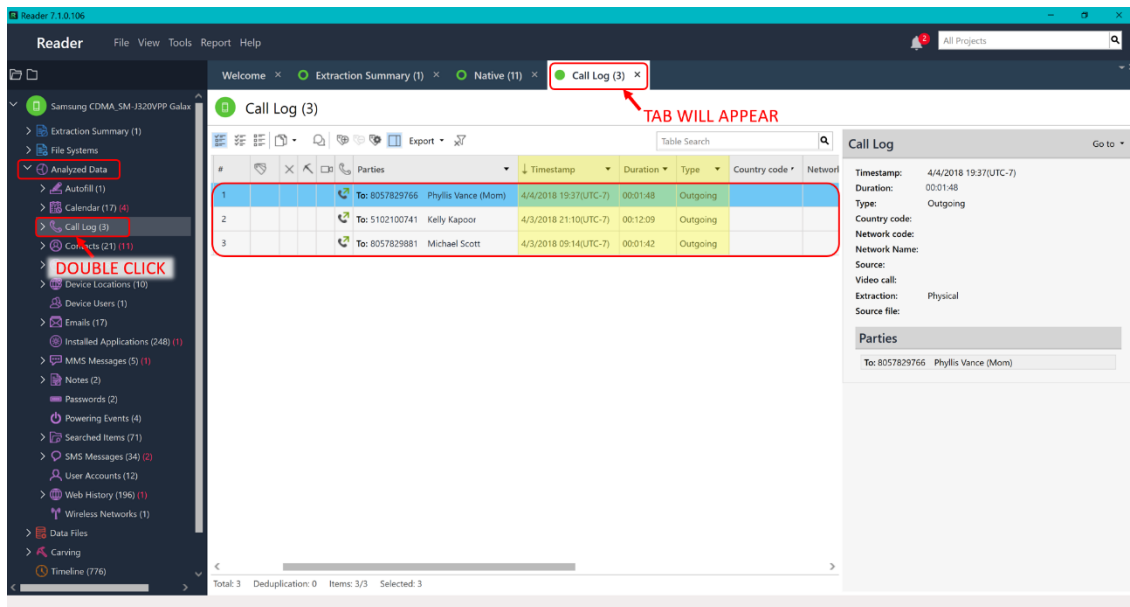 Reader 7.1.0.106
Reader File View Tools Report Help
2
All Projects
Welcome × Extraction Summary (1) × Native (11) × Call Log (3) ×
TAB WILL APPEAR
Samsung CDMA_SM-J320VPP Galax
Extraction Summary (1)
File Systems
Analyzed Data
Autofill (1)
Calendar (17) (4)
Call Log (3)
Contacts (21) (11)
DOUBLE CLICK
Device Locations (10)
Device Users (1)
Emails (17)
Installed Applications (248) (1)
MMS Messages (5) (1)
Notes (2)
Passwords (2)
Powering Events (4)
Searched Items (71)
SMS Messages (34) (2)
User Accounts (12)
Web History (196) (1)
Wireless Networks (1)
Data Files
Carving
Timeline (776)
Call Log (3)
Export
Table Search
# Parties Timestamp Duration Type Country code Networl
1 To: 8057829766 Phyllis Vance (Mom) 4/4/2018 19:37(UTC-7) 00:01:48 Outgoing
2 To: 5102100741 Kelly Kapoor 4/3/2018 21:10(UTC-7) 00:12:09 Outgoing
3 To: 8057829881 Michael Scott 4/3/2018 09:14(UTC-7) 00:01:42 Outgoing
Total: 3 Deduplication: 0 Items: 3/3 Selected: 3
Call Log Go to
Timestamp: 4/4/2018 19:37(UTC-7)
Duration: 00:01:48
Type: Outgoing
Country code:
Network code:
Network Name:
Source:
Video call:
Extraction: Physical
Source file:
Parties
To: 8057829766 Phyllis Vance (Mom)